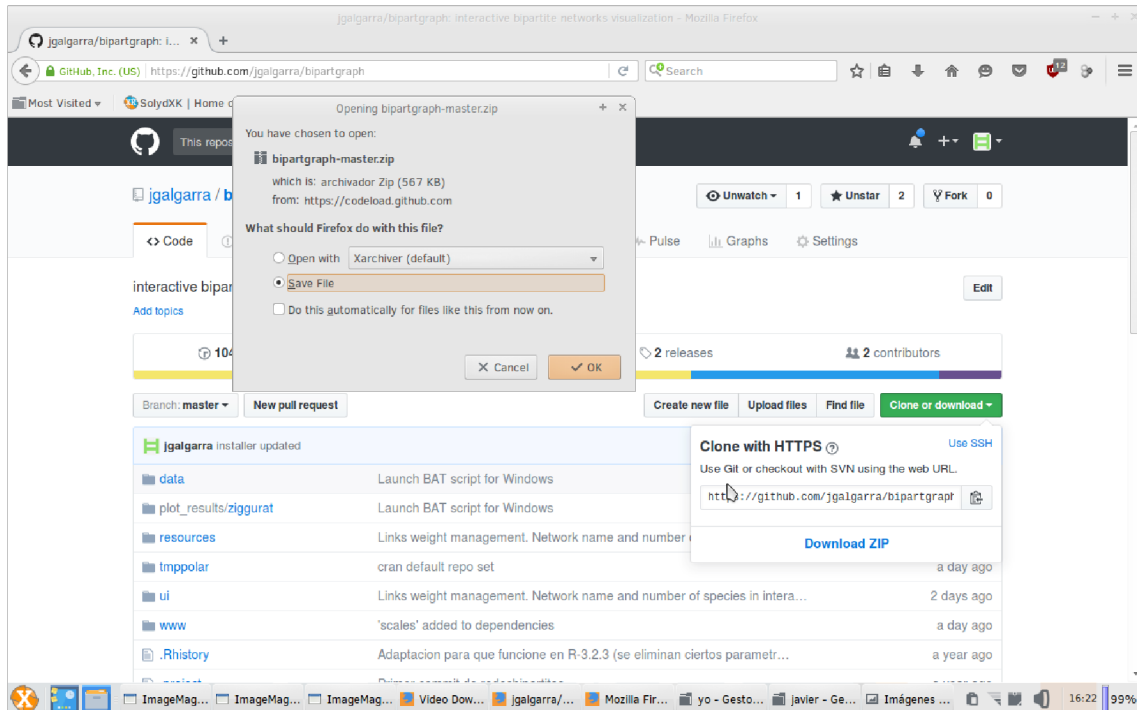 jgalgarra/bipartgraph: interactive bipartite networks visualization - Mozilla Firefox
jgalgarra/bipartgraph: i... × +
GitHub, Inc. (US) https://github.com/jgalgarra/bipartgraph
Search
12
Most Visited
SolydXK | Home
Opening bipartgraph-master.zip
You have chosen to open:
bipartgraph-master.zip
which is: archivador Zip (567 KB)
from: https://codeload.github.com
What should Firefox do with this file?
Open with Xarchiver (default)
Save File
Do this automatically for files like this from now on.
Cancel OK
This repos
jgalgarra / b
Unwatch 1 Unstar 2 Fork 0
Code Pulse Graphs Settings
interactive bipar Edit
Add topics
104 2 releases 2 contributors
Branch: master New pull request Create new file Upload files Find file Clone or download
jgalgarra installer updated
Clone with HTTPS Use SSH
Use Git or checkout with SVN using the web URL.
https://github.com/jgalgarra/bipartgraph
Download ZIP
data Launch BAT script for Windows
plot_results/ziggurat Launch BAT script for Windows
resources Links weight management. Network name and number
tmppolar cran default repo set a day ago
ui Links weight management. Network name and number of species in intera... 2 days ago
www 'scales' added to dependencies a day ago
.Rhistory Adaptacion para que funcione en R-3.2.3 (se eliminan ciertos parametr... a year ago
ImageMag... ImageMag... ImageMag... Video Dow... jgalgarra/... Mozilla Fir... yo - Gesto... javier - Ge... Imágenes ... 16:22 99%